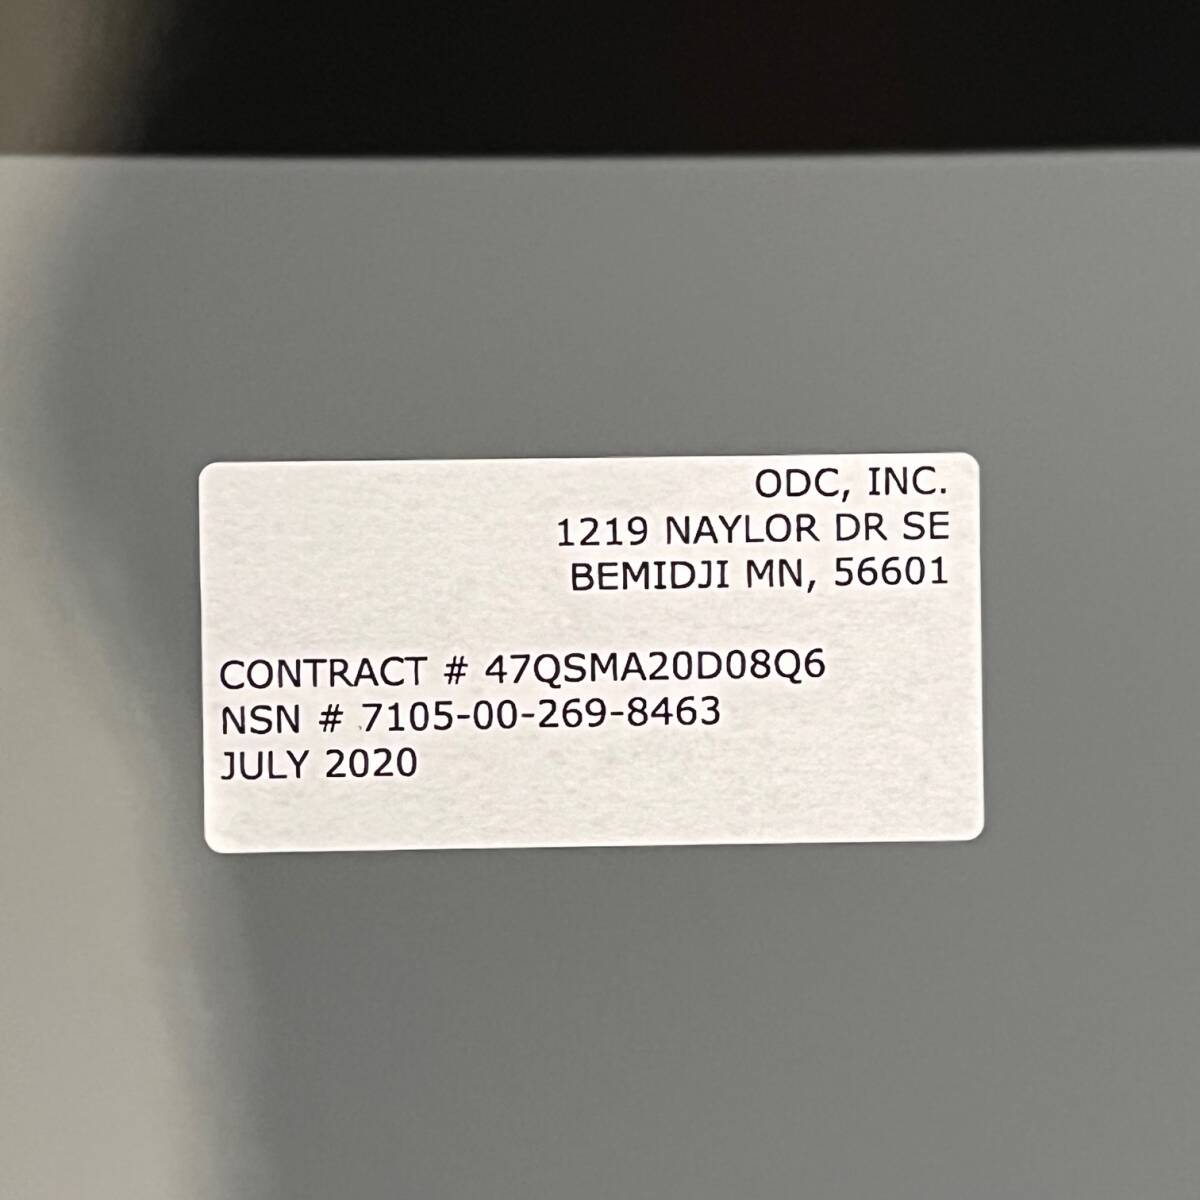 ODC, INC.
1219 NAYLOR DR SE
BEMIDJI MN, 56601
CONTRACT # 47QSMA20D08Q6
NSN # 7105-00-269-8463
JULY 2020